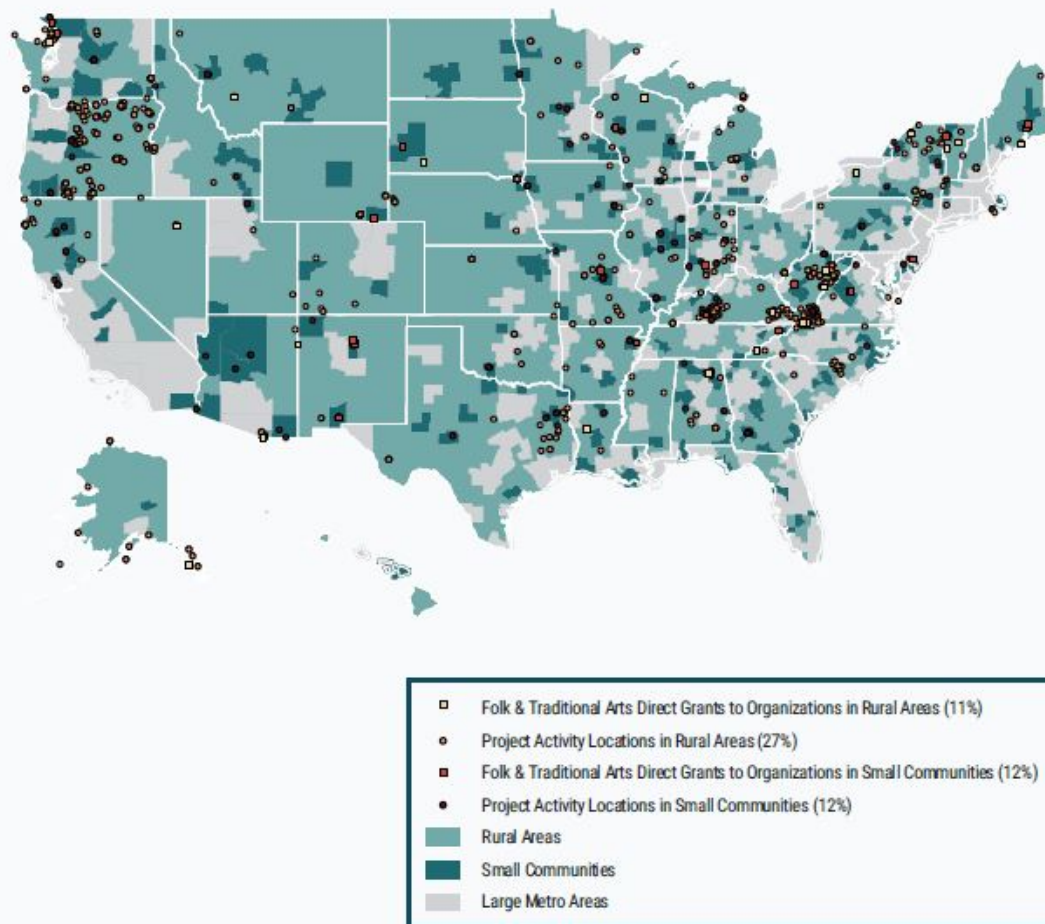 Folk & Traditional Arts Direct Grants to Organizations in Rural Areas (11%)
Project Activity Locations in Rural Areas (27%)
Folk & Traditional Arts Direct Grants to Organizations in Small Communities (12%)
Project Activity Locations in Small Communities (12%)
Rural Areas
Small Communities
Large Metro Areas